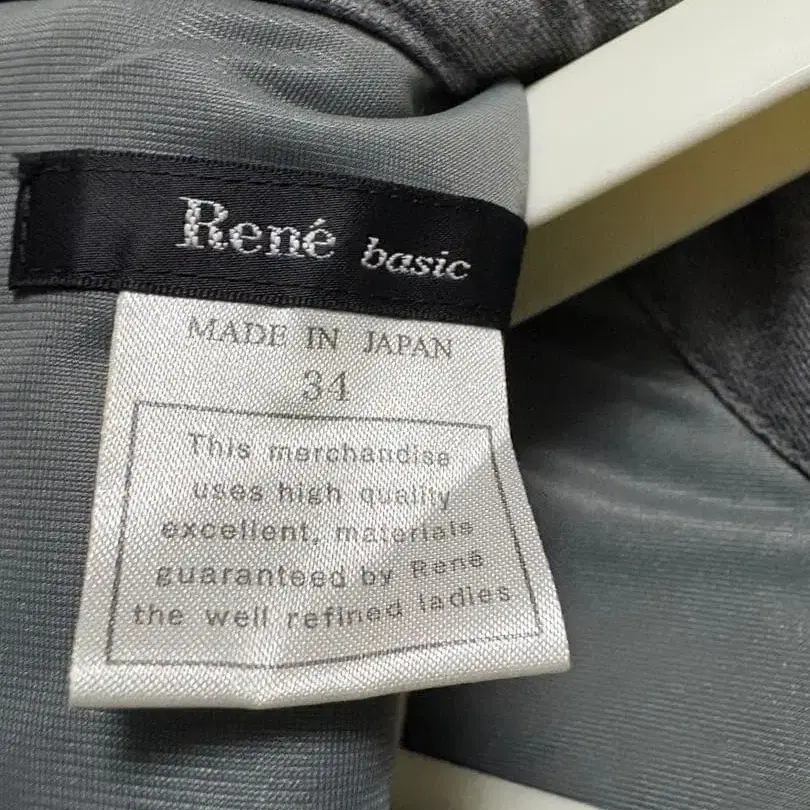 René basic
MADE IN JAPAN
34
This merchandise
uses high quality
excellent, materials
guaranteed by René
the well refined ladies